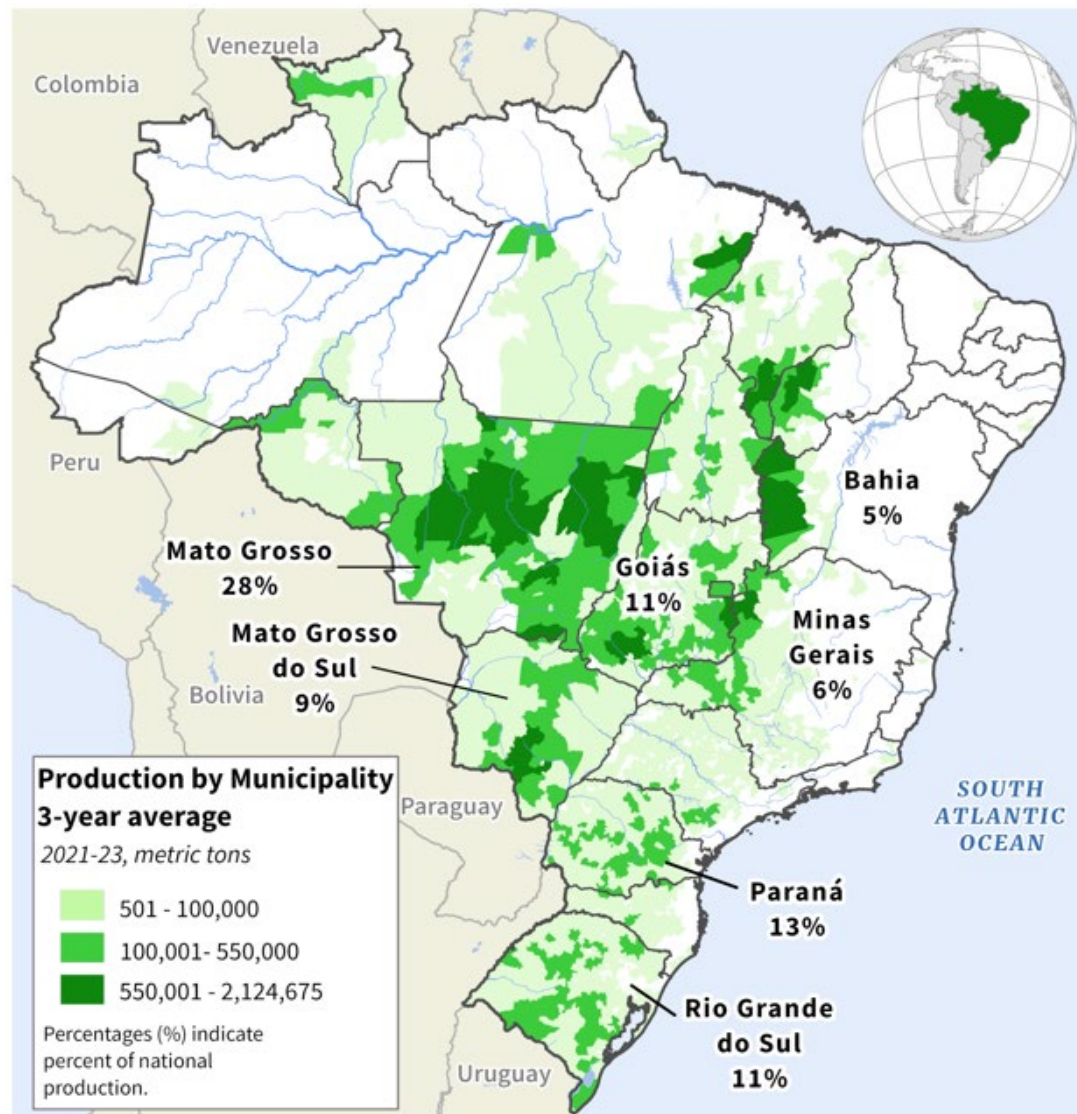 Venezuela
Colombia
Peru
Bahia
5%
Mato Grosso
28%
Goiás
11%
Minas
Gerais
6%
Mato Grosso
do Sul
9%
Bolivia
Production by Municipality
3-year average
2021-23, metric tons
501 - 100,000
100,001- 550,000
550,001 - 2,124,675
Percentages (%) indicate
percent of national
production.
Paraguay
SOUTH
ATLANTIC
OCEAN
Paraná
13%
Rio Grande
do Sul
11%
Uruguay